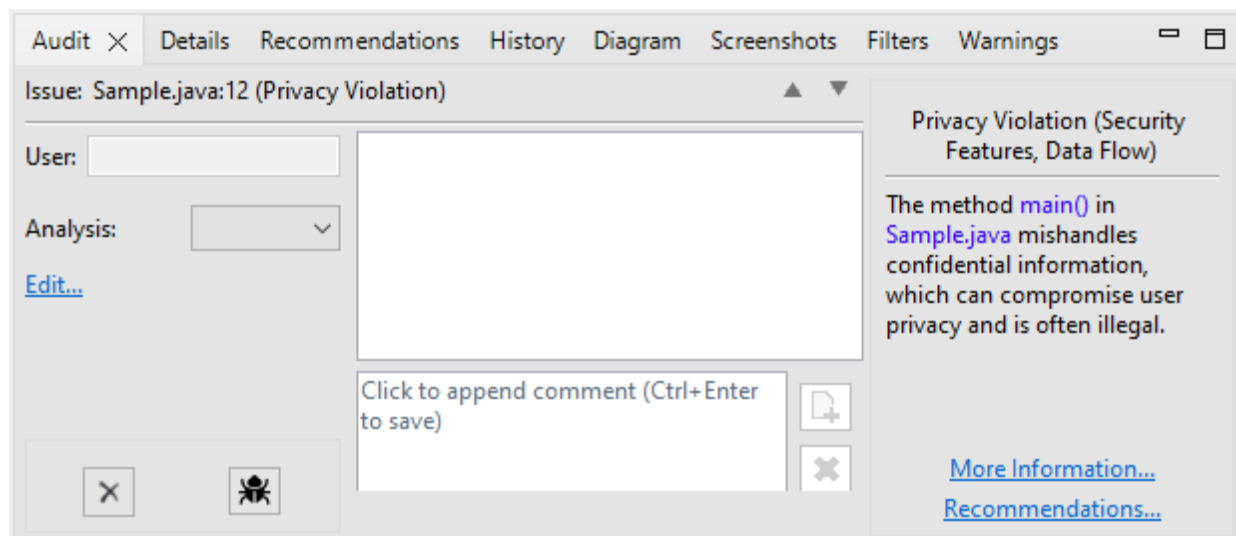 Audit Details Recommendations History Diagram Screenshots Filters Warnings
Issue: Sample.java:12 (Privacy Violation)
User:
Analysis:
Edit...
Click to append comment (Ctrl+Enter
to save)
Privacy Violation (Security
Features, Data Flow)
The method main() in
Sample.java mishandles
confidential information,
which can compromise user
privacy and is often illegal.
More Information...
Recommendations...